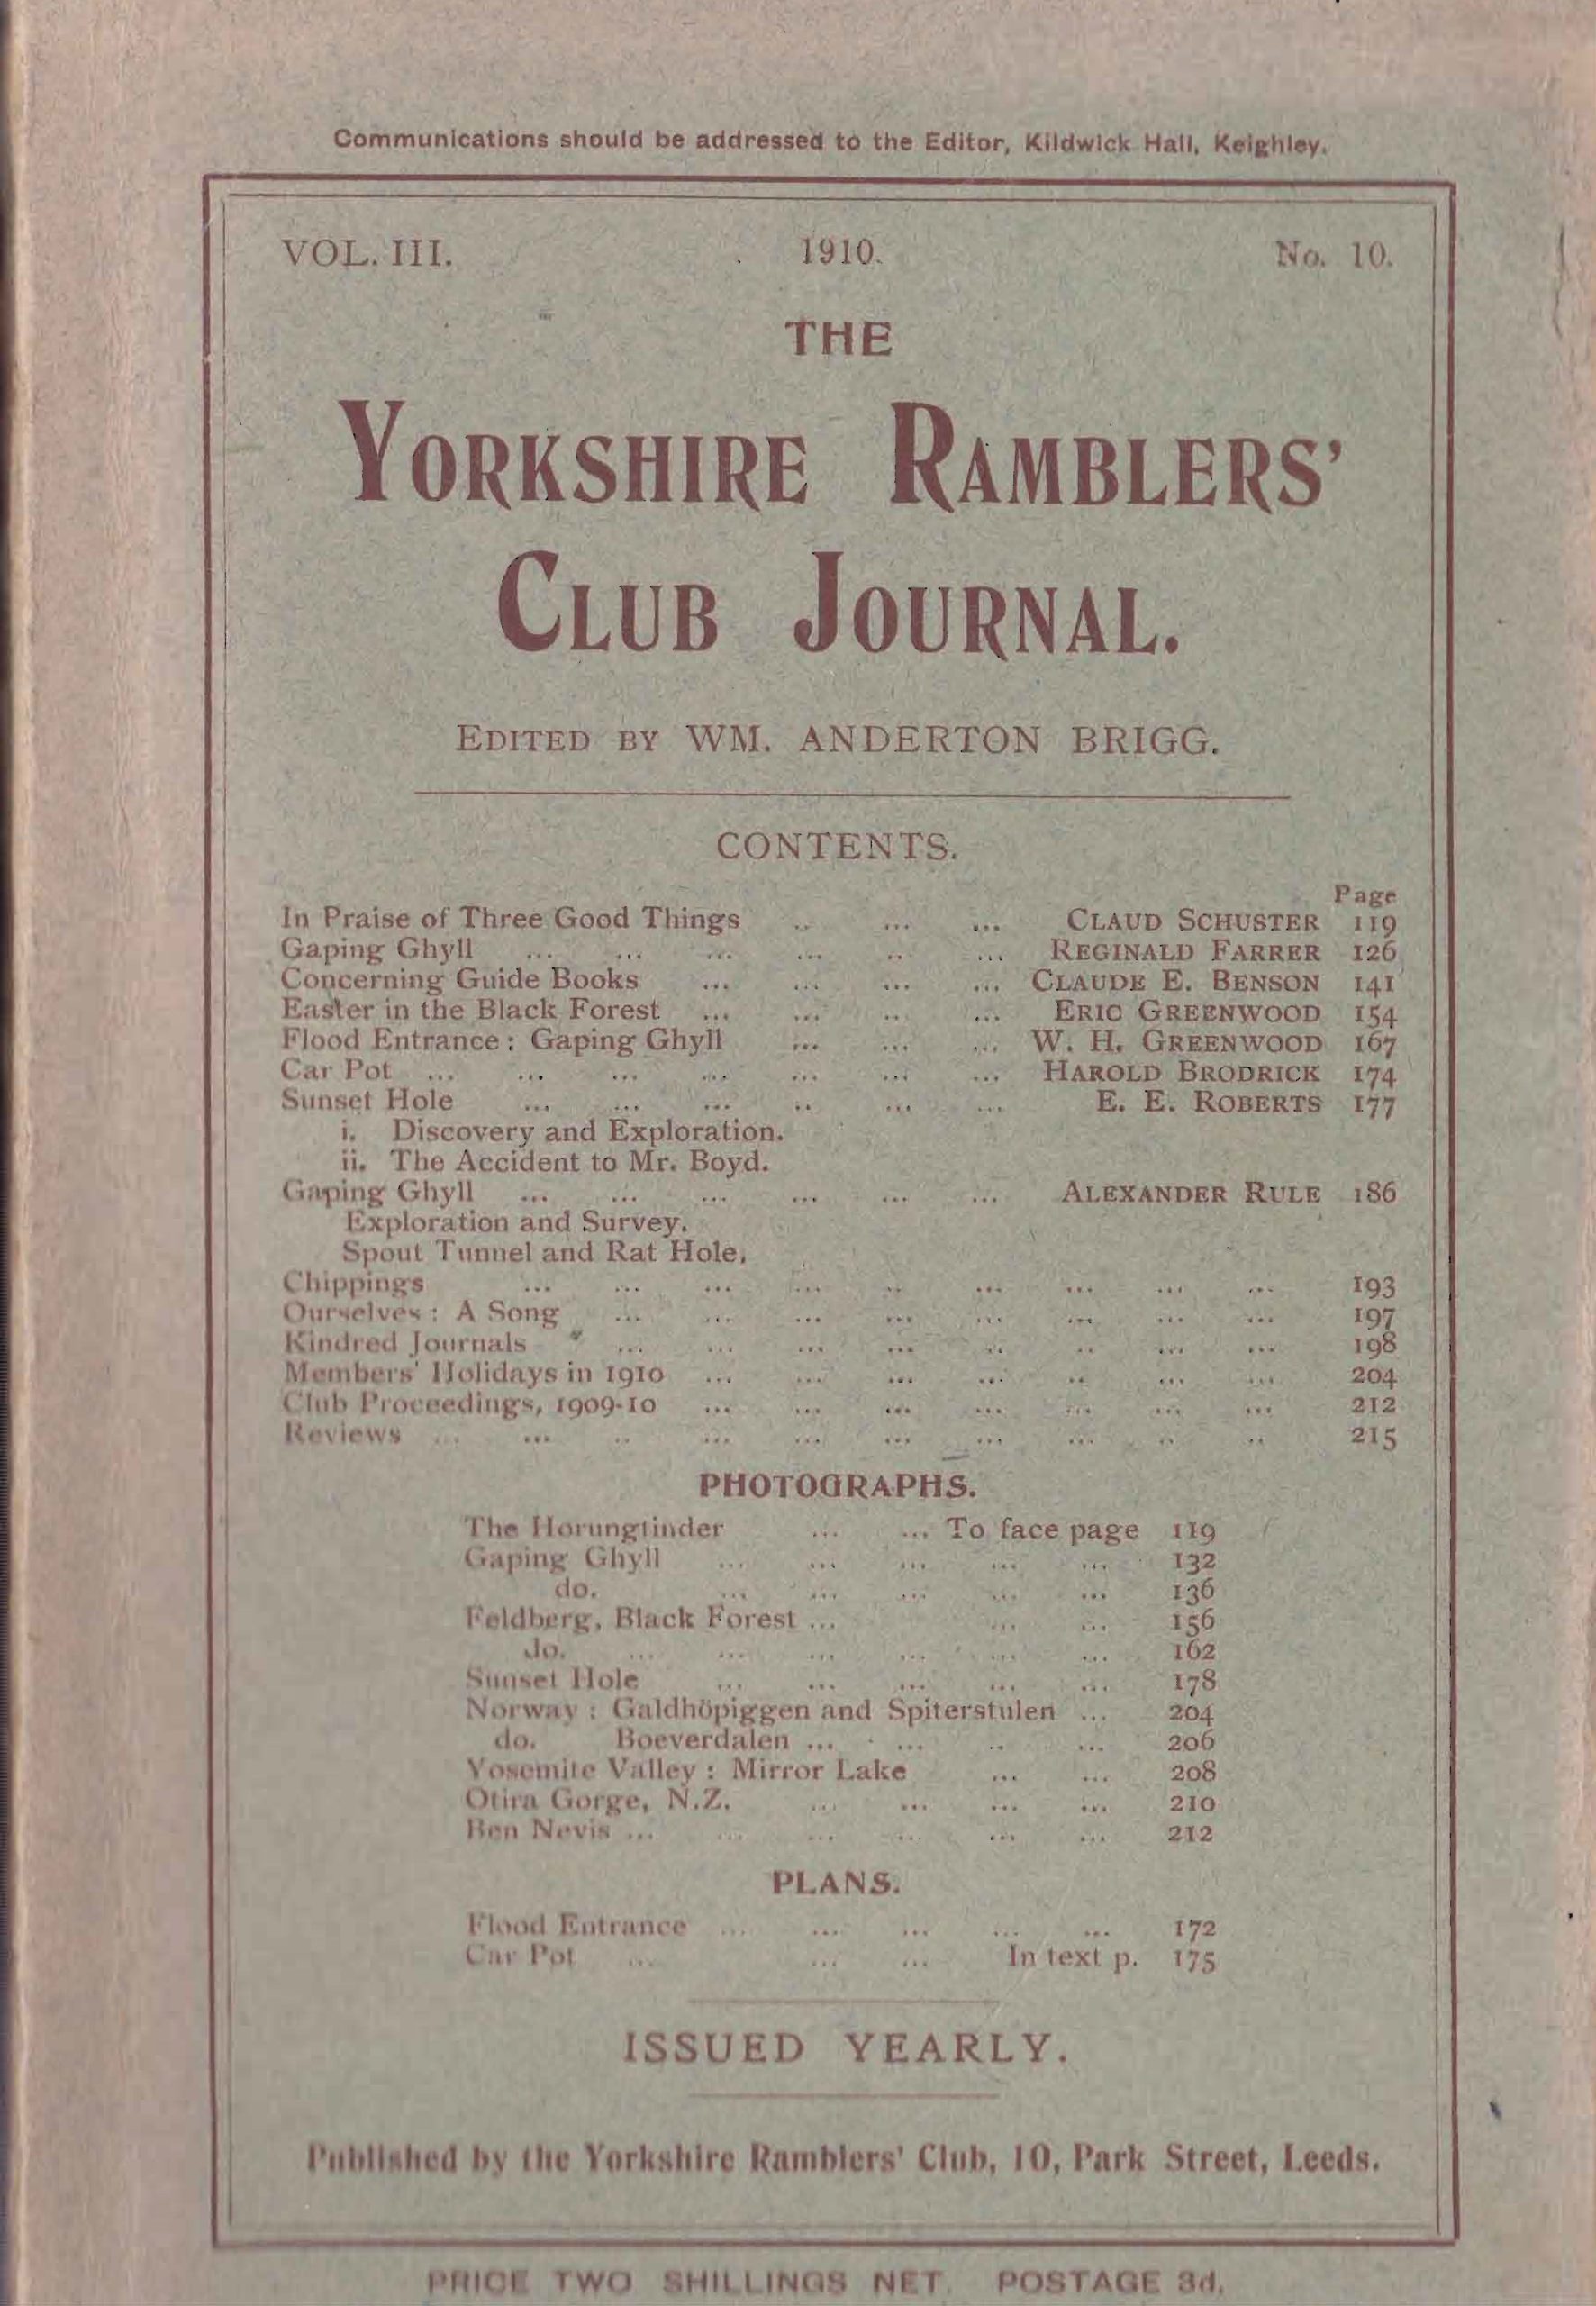 Communications should be addressed to the Editor, Kildwick Hall, Keighley.
VOL. III. 1910. No. 10.
THE
YORKSHIRE RAMBLERS'
CLUB JOURNAL.
EDITED BY WM. ANDERTON BRIGG.
CONTENTS.
Page
In Praise of Three Good Things ... ... ... CLAUD SCHUSTER 119
Gaping Ghyll ... ... ... ... ... ... REGINALD FARRER 126
Concerning Guide Books ... ... ... ... CLAUDE E. BENSON 141
Easter in the Black Forest ... ... ... ... ERIC GREENWOOD 154
Flood Entrance: Gaping Ghyll ... ... ... W. H. GREENWOOD 167
Car Pot ... ... ... ... ... ... ... HAROLD BRODRICK 174
Sunset Hole ... ... ... ... ... ... E. E. ROBERTS 177
i. Discovery and Exploration.
ii. The Accident to Mr. Boyd.
Gaping Ghyll ... ... ... ... ... ... ALEXANDER RULE 186
Exploration and Survey.
Spout Tunnel and Rat Hole.
Chippings ... ... ... ... ... ... ... ... ... 193
Ourselves: A Song ... ... ... ... ... ... ... ... 197
Kindred Journals ... ... ... ... ... ... ... ... 198
Members' Holidays in 1910 ... ... ... ... ... ... ... 204
Club Proceedings, 1909-10 ... ... ... ... ... ... ... 212
Reviews ... ... ... ... ... ... ... ... ... ... 215
PHOTOGRAPHS.
The Horungtinder ... ... To face page 119
Gaping Ghyll ... ... ... ... ... 132
do. ... ... ... ... ... 136
Feldberg, Black Forest ... ... ... 156
do. ... ... ... ... ... ... 162
Sunset Hole ... ... ... ... ... 178
Norway: Galdhöpiggen and Spiterstulen ... 204
do. Boeverdalen ... ... ... ... 206
Yosemite Valley: Mirror Lake ... ... 208
Otira Gorge, N.Z. ... ... ... ... 210
Ben Nevis ... ... ... ... ... ... 212
PLANS.
Flood Entrance ... ... ... ... ... 172
Car Pot ... ... ... In text p. 175
ISSUED YEARLY.
Published by the Yorkshire Ramblers' Club, 10, Park Street, Leeds.
PRICE TWO SHILLINGS NET. POSTAGE 3d.